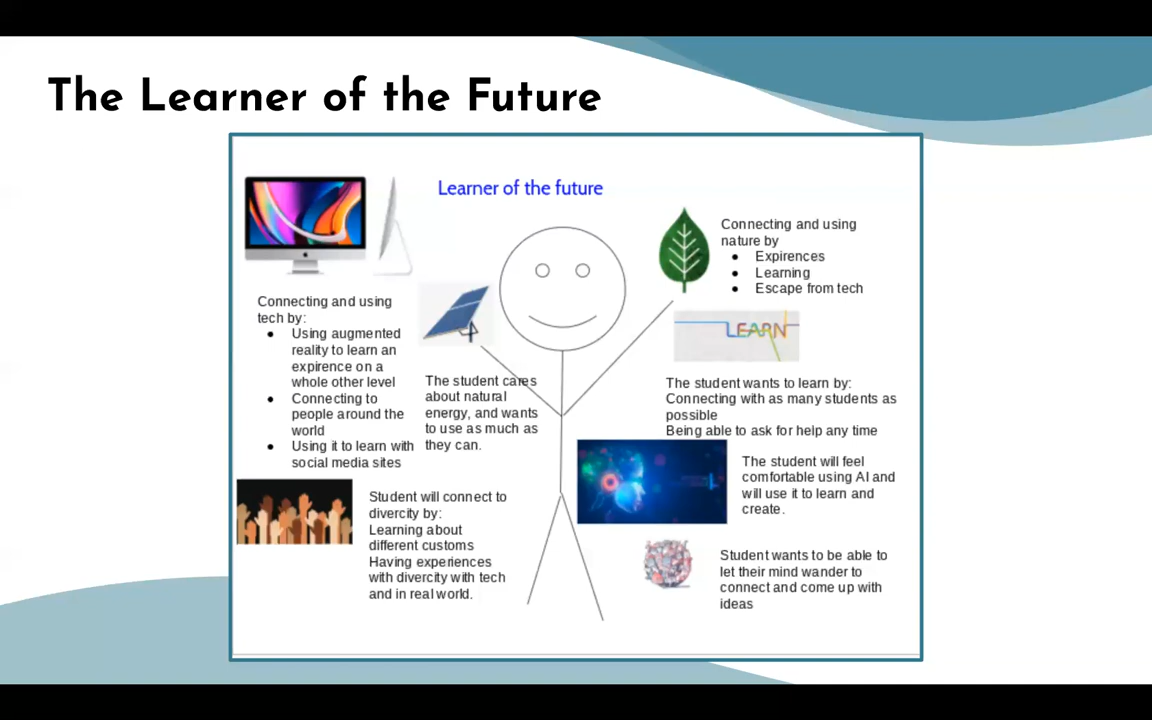 The Learner of the Future
Learner of the future
Connecting and using
tech by:
● Using augmented
reality to learn an
expirence on a
whole other level
● Connecting to
people around the
world
● Using it to learn with
social media sites
The student cares
about natural
energy, and wants
to use as much as
they can.
Connecting and using
nature by
● Expirences
● Learning
● Escape from tech
LEARN
The student wants to learn by:
Connecting with as many students as
possible
Being able to ask for help any time
The student will feel
comfortable using AI and
will use it to learn and
create.
Student will connect to
divercity by:
Learning about
different customs
Having experiences
with divercity with tech
and in real world.
Student wants to be able to
let their mind wander to
connect and come up with
ideas